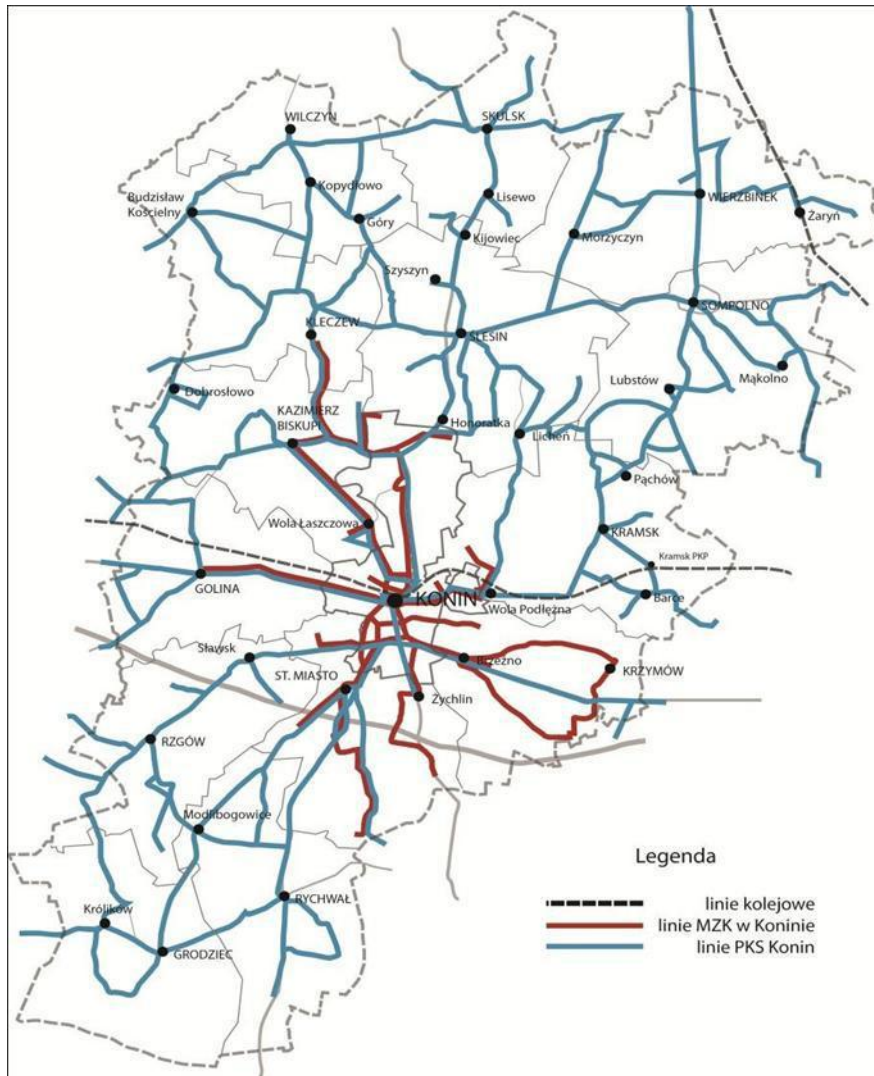 WILCZYN
SKULSK
Kopydłowo
Budzisław
Kościelny
Lisewo
WIERZBINEK
Żaryń
Góry
Kijowiec
Morzyczyn
Szyszyn
SOMPOLNO
KLECZEW
ŚLESIN
Mąkolno
Lubstów
Dobrosłowo
KAZIMIERZ
BISKUPI
Honoratka
Licheń
Pąchów
Wola Łaszczowa
KRAMSK
Kramsk PKP
GOLINA
KONIN
Wola Podłężna
Barce
Sławsk
Brzeźno
KRZYMÓW
ST. MIASTO
Żychlin
RZGÓW
Modlibogowice
Legenda
RYCHWAŁ
linie kolejowe
Królików
linie MZK w Koninie
linie PKS Konin
GRODZIEC